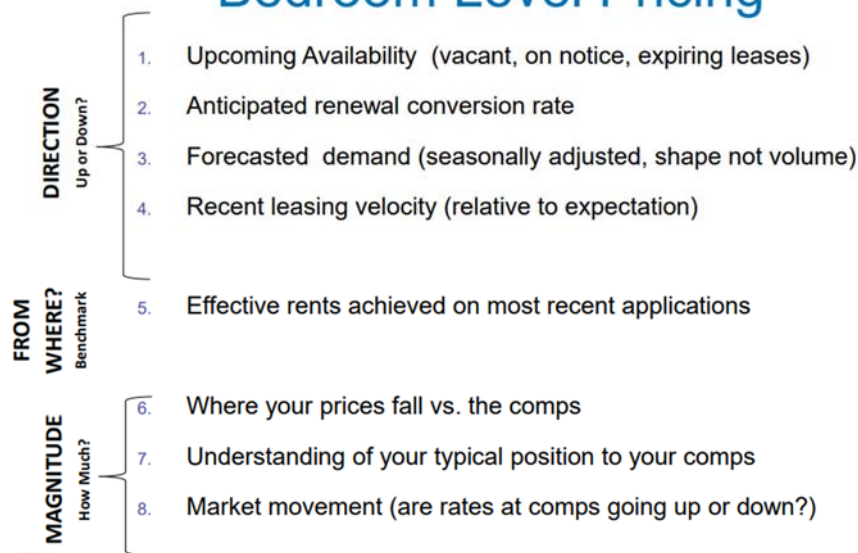 Bedroom Level Pricing
DIRECTION
Up or Down?
1. Upcoming Availability (vacant, on notice, expiring leases)
2. Anticipated renewal conversion rate
3. Forecasted demand (seasonally adjusted, shape not volume)
4. Recent leasing velocity (relative to expectation)
FROM
WHERE?
Benchmark
5. Effective rents achieved on most recent applications
MAGNITUDE
How Much?
6. Where your prices fall vs. the comps
7. Understanding of your typical position to your comps
8. Market movement (are rates at comps going up or down?)